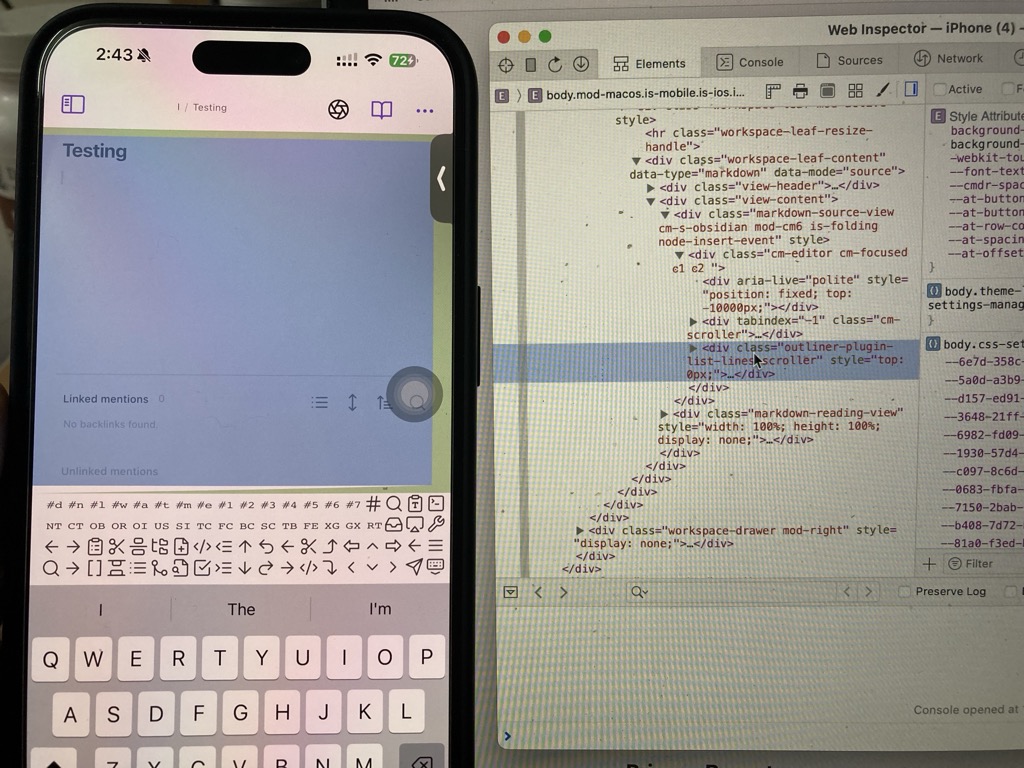 2:43
72
I / Testing
Testing
Linked mentions 0
No backlinks found.
Unlinked mentions
#d #n #l #w #a #t #m #e #1 #2 #3 #4 #5 #6 #7 #
NT CT OB OR OI US SI TC FC BC SC TB FE XG GX RT
I The I'm
Q W E R T Y U I O P
A S D F G H J K L
Z X C V B N M
Web Inspector — iPhone (4) –
Elements Console Sources Network
E E body.mod-macos.is-mobile.is-ios.i... Active
style>
<hr class="workspace-leaf-resize-
handle">
<div class="workspace-leaf-content"
data-type="markdown" data-mode="source">
<div class="view-header">…</div>
<div class="view-content">
<div class="markdown-source-view
cm-s-obsidian mod-cm6 is-folding
node-insert-event" style>
<div class="cm-editor cm-focused
ͼ1 ͼ2 ">
<div aria-live="polite" style=
"position: fixed; top:
-10000px;"></div>
<div tabindex="-1" class="cm-
scroller">…</div>
<div class="outliner-plugin-
list-lines-scroller" style="top:
0px;">…</div>
</div>
</div>
<div class="markdown-reading-view"
style="width: 100%; height: 100%;
display: none;">…</div>
</div>
</div>
</div>
</div>
</div>
<div class="workspace-drawer mod-right" style=
"display: none;">…</div>
</div>
</div>
E Style Attribute
background-
background-
-webkit-tou
--font-text
--cmdr-spac
--at-button
--at-button
--at-row-co
--at-spacin
--at-offset
}
body.theme-
settings-manag
}
body.css-set
--6e7d-358c-
--5a0d-a3b9-
--d157-ed91-
--3648-21ff-
--6982-fd09-
--1930-57d4-
--c097-8c6d-
--0683-fbfa-
--7150-2bab-
--b408-7d72-
--81a0-f3ed-
Filter
Preserve Log
Console opened at